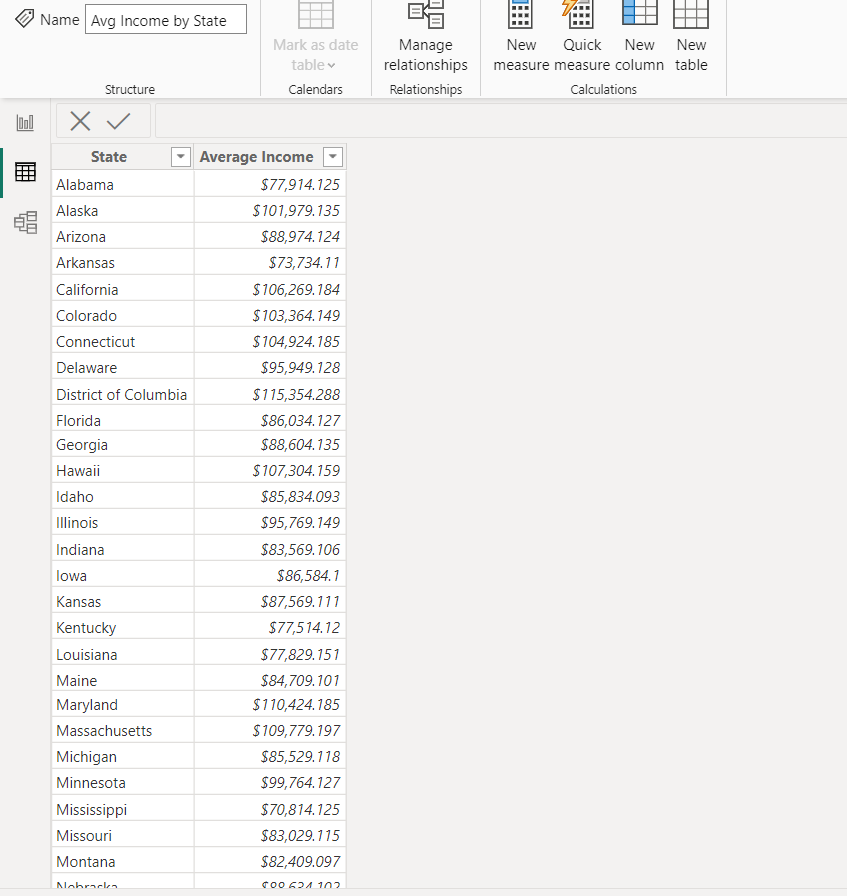 Name Avg Income by State
Mark as date
table
New
measure
Quick
measure
New
column
New
table
Manage
relationships
Structure Calendars Relationships Calculations
State Average Income
Alabama $77,914.125
Alaska $101,979.135
Arizona $88,974.124
Arkansas $73,734.11
California $106,269.184
Colorado $103,364.149
Connecticut $104,924.185
Delaware $95,949.128
District of Columbia $115,354.288
Florida $86,034.127
Georgia $88,604.135
Hawaii $107,304.159
Idaho $85,834.093
Illinois $95,769.149
Indiana $83,569.106
Iowa $86,584.1
Kansas $87,569.111
Kentucky $77,514.12
Louisiana $77,829.151
Maine $84,709.101
Maryland $110,424.185
Massachusetts $109,779.197
Michigan $85,529.118
Minnesota $99,764.127
Mississippi $70,814.125
Missouri $83,029.115
Montana $82,409.097
Nebraska